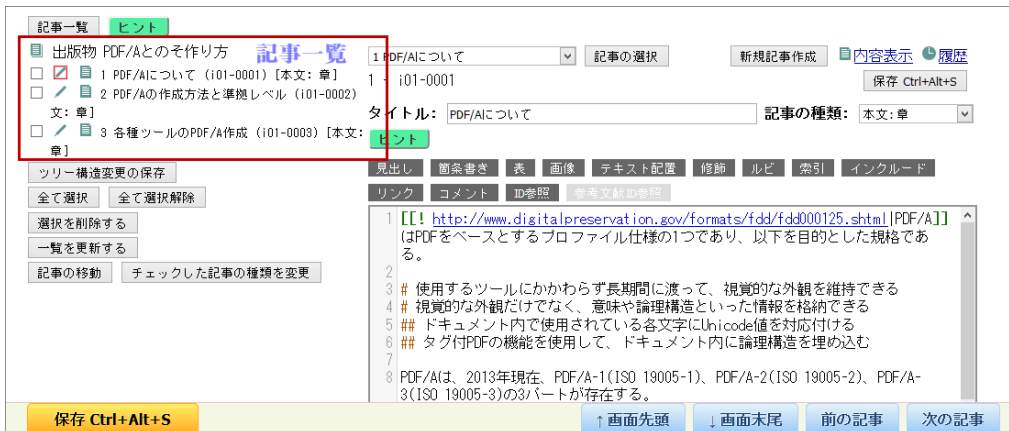 記事一覧 ヒント
出版物 PDF/Aとのそ作り方 記事一覧
1 PDF/Aについて (i01-0001) [本文: 章]
2 PDF/Aの作成方法と準拠レベル (i01-0002)
文: 章]
3 各種ツールのPDF/A作成 (i01-0003) [本文:
章]
ツリー構造変更の保存
全て選択 全て選択解除
選択を削除する
一覧を更新する
記事の移動 チェックした記事の種類を変更
1 PDF/Aについて 記事の選択 新規記事作成 内容表示 履歴
1 - i01-0001 保存 Ctrl+Alt+S
タイトル: PDF/Aについて 記事の種類: 本文:章
ヒント
見出し 箇条書き 表 画像 テキスト配置 修飾 ルビ 索引 インクルード
リンク コメント ID参照 参考文献ID参照
1 [[! http://www.digitalpreservation.gov/formats/fdd/fdd000125.shtml|PDF/A]]
はPDFをベースとするプロファイル仕様の1つであり、以下を目的とした規格であ
る。
2
3 # 使用するツールにかかわらず長期間に渡って、視覚的な外観を維持できる
4 # 視覚的な外観だけでなく、意味や論理構造といった情報を格納できる
5 ## ドキュメント内で使用されている各文字にUnicode値を対応付ける
6 ## タグ付PDFの機能を使用して、ドキュメント内に論理構造を埋め込む
7
8 PDF/Aは、2013年現在、PDF/A-1(ISO 19005-1)、PDF/A-2(ISO 19005-2)、PDF/A-
3(ISO 19005-3)の3パートが存在する。
保存 Ctrl+Alt+S ↑画面先頭 ↓画面末尾 前の記事 次の記事